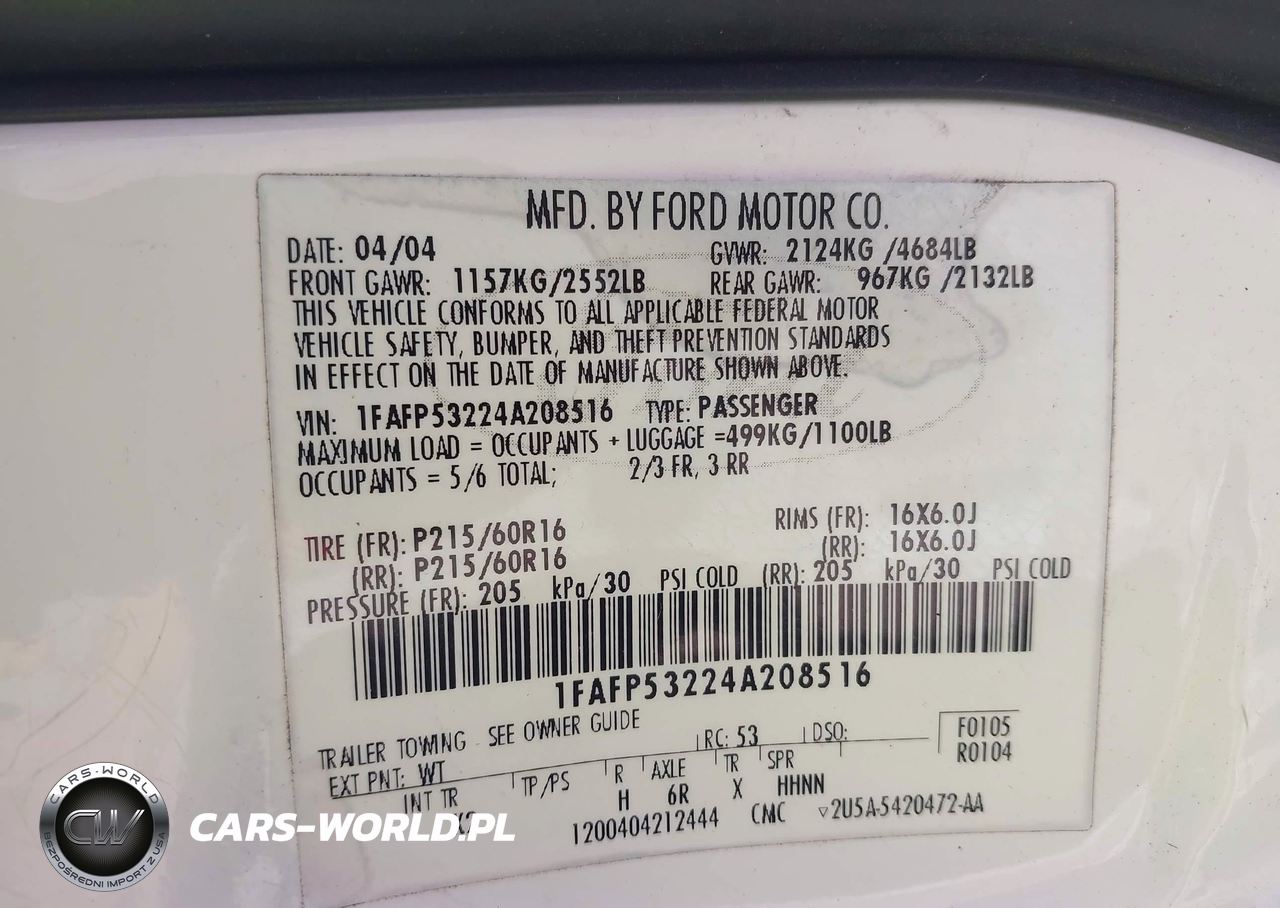 MFD. BY FORD MOTOR CO.
DATE: 04/04 GVWR: 2124KG /4684LB
FRONT GAWR: 1157KG/2552LB REAR GAWR: 967KG /2132LB
THIS VEHICLE CONFORMS TO ALL APPLICABLE FEDERAL MOTOR
VEHICLE SAFETY, BUMPER, AND THEFT PREVENTION STANDARDS
IN EFFECT ON THE DATE OF MANUFACTURE SHOWN ABOVE.
VIN: 1FAFP53224A208516 TYPE: PASSENGER
MAXIMUM LOAD = OCCUPANTS + LUGGAGE =499KG/1100LB
OCCUPANTS = 5/6 TOTAL; 2/3 FR, 3 RR
TIRE (FR): P215/60R16 RIMS (FR): 16X6.0J
(RR): P215/60R16 (RR): 16X6.0J
PRESSURE (FR): 205 kPa/30 PSI COLD (RR): 205 kPa/30 PSI COLD
1FAFP53224A208516
TRAILER TOWING - SEE OWNER GUIDE
EXT PNT: WT RC: 53 DSO: F0105
R0104
INT TR TP/PS R AXLE TR SPR
H 6R X HHNN
1200404212444 CMC 2U5A-5420472-AA
CARS-WORLD
CW
BEZPOŚREDNI IMPORT Z USA
CARS-WORLD.PL